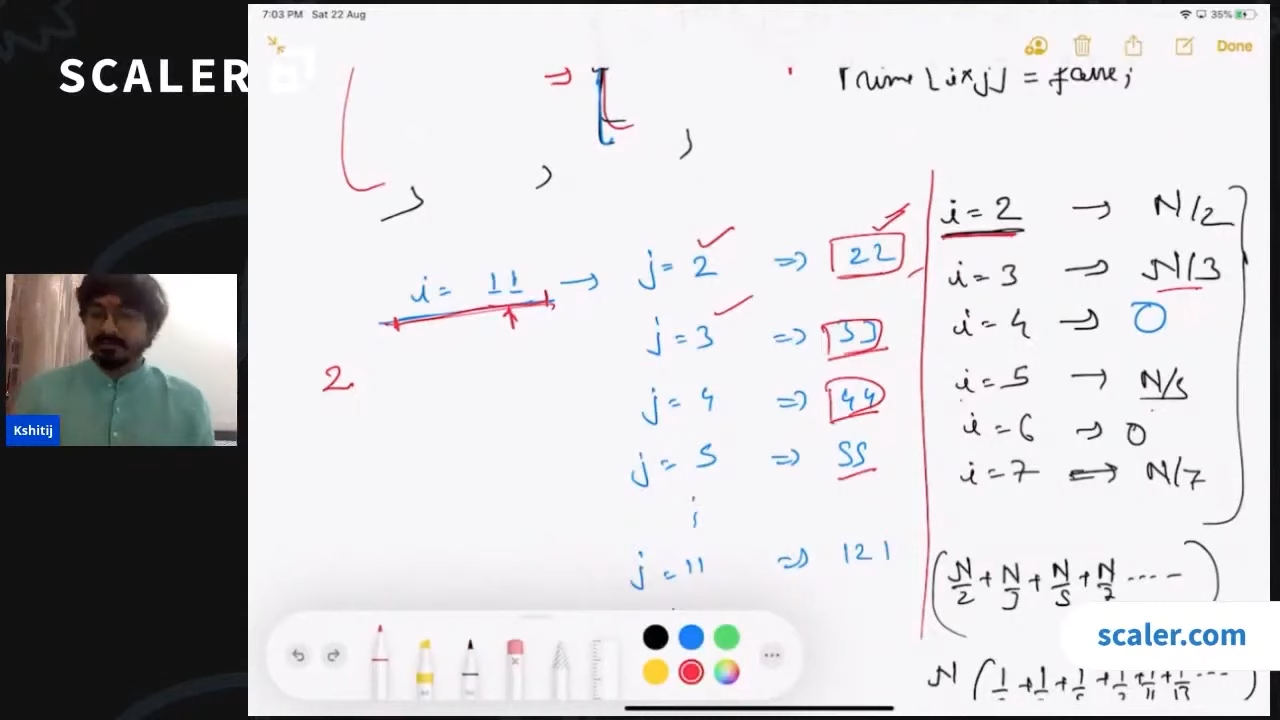 7:03 PM Sat 22 Aug
35%
Done
SCALER
[i*j] = false;
i = 11 → j = 2 => 22
j = 3 => 33
j = 4 => 44
j = 5 => 55
j = 11 => 121
2
i = 2 → N/2
i = 3 → N/3
i = 4 → 0
i = 5 → N/5
i = 6 → 0
i = 7 → N/7
(N/2 + N/3 + N/5 + N/7 ....)
N (
Kshitij
scaler.com